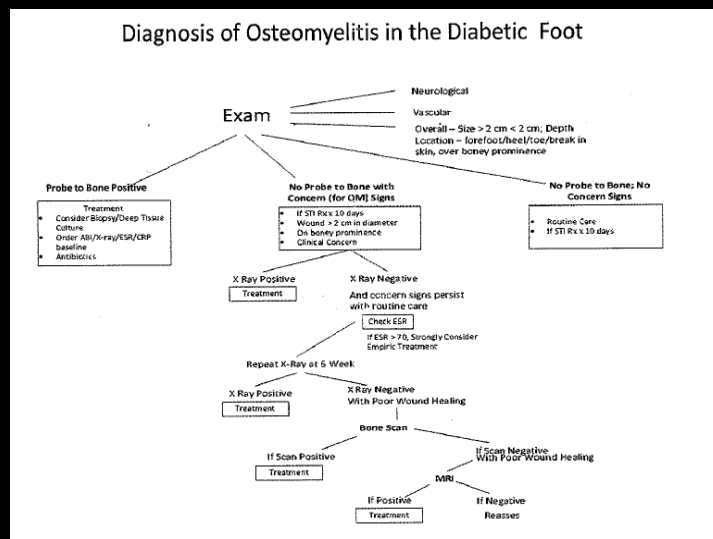 Diagnosis of Osteomyelitis in the Diabetic Foot
Exam
Neurological
Vascular
Overall – Size > 2 cm < 2 cm; Depth
Location – forefoot/heel/toe/break in
skin, over boney prominence
Probe to Bone Positive
Treatment
• Consider Biopsy/Deep Tissue
Culture
• Order ABI/X-ray/ESR/CRP
baseline
• Antibiotics
No Probe to Bone with
Concern (for OM) Signs
• If STI Rx x 10 days
• Wound > 2 cm in diameter
• On boney prominence
• Clinical Concern
No Probe to Bone; No
Concern Signs
• Routine Care
• If STI Rx x 10 days
X Ray Positive
Treatment
X Ray Negative
And concern signs persist
with routine care
Check ESR
If ESR > 70, Strongly Consider
Empiric Treatment
Repeat X-Ray at 6 Week
X Ray Positive
Treatment
X Ray Negative
With Poor Wound Healing
Bone Scan
If Scan Positive
Treatment
If Scan Negative
With Poor Wound Healing
MRI
If Positive
Treatment
If Negative
Reasses